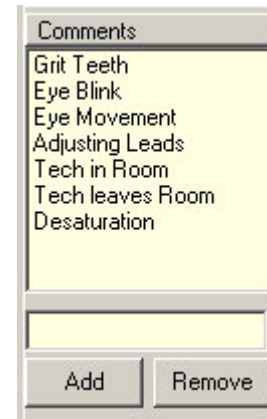 Comments
Grit Teeth
Eye Blink
Eye Movement
Adjusting Leads
Tech in Room
Tech leaves Room
Desaturation
Add Remove